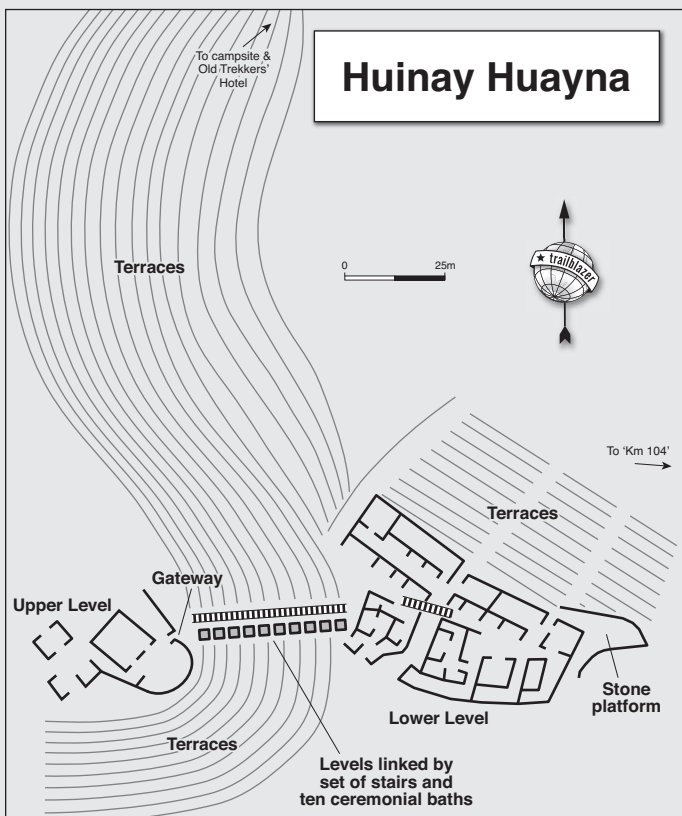 Huinay Huayna
To campsite &
Old Trekkers'
Hotel
trailblazer
Terraces
0 25m
To 'Km 104'
Terraces
Gateway
Upper Level
Stone
platform
Lower Level
Terraces
Levels linked by
set of stairs and
ten ceremonial baths